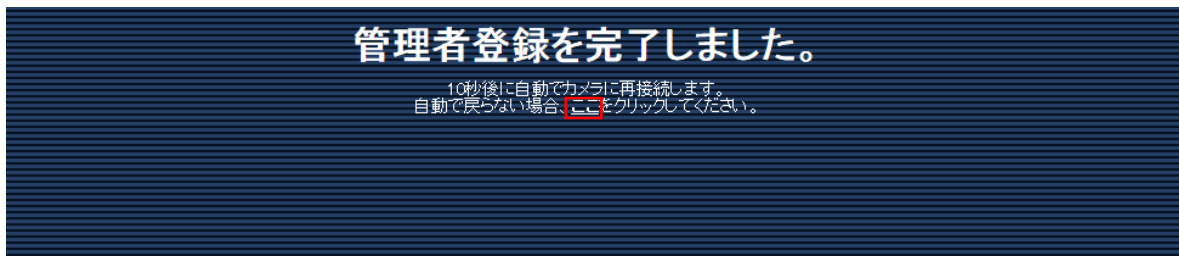 管理者登録を完了しました。
10秒後に自動でカメラに再接続します。
自動で戻らない場合、ここをクリックしてください。